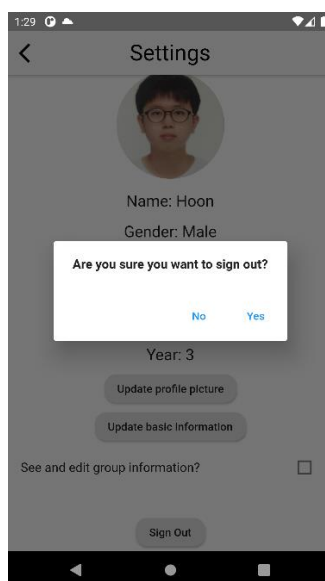 1:29
Settings
Name: Hoon
Gender: Male
Are you sure you want to sign out?
No Yes
Year: 3
Update profile picture
Update basic information
See and edit group information?
Sign Out